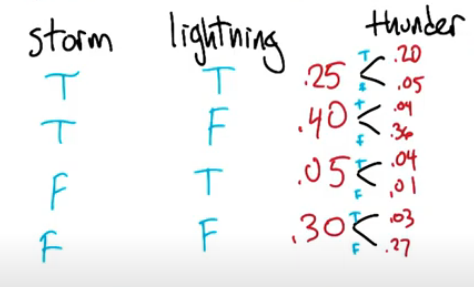 storm lightning thunder
T T .25 < T .20
F .05
T F .40 < T .04
F .36
F T .05 < T .04
F .01
F F .30 < T .03
F .27